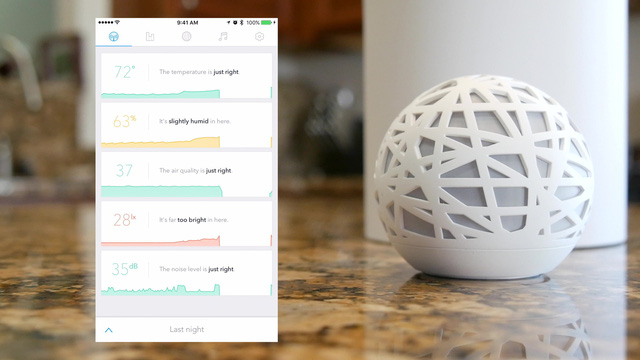 9:41 AM 100%
72°
The temperature is just right.
63%
It's slightly humid in here.
37
The air quality is just right.
28lx
It's far too bright in here.
35dB
The noise level is just right.
Last night